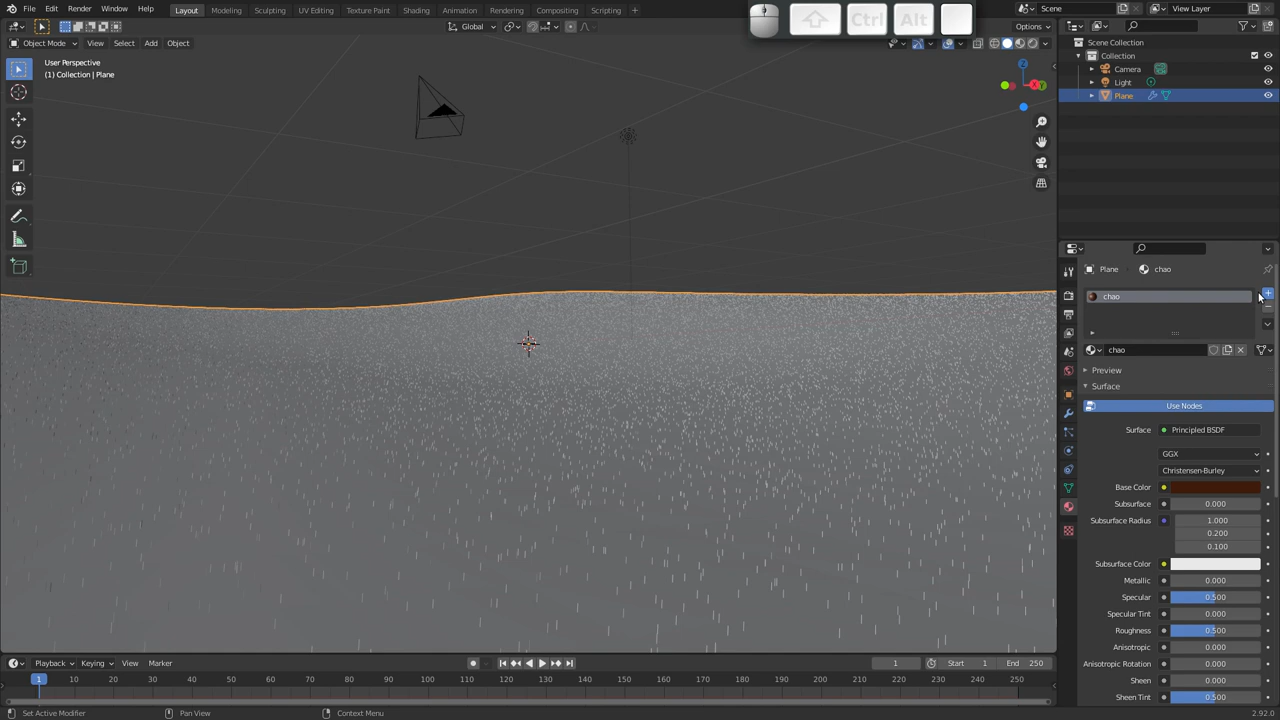 File Edit Render Window Help
Layout Modeling Sculpting UV Editing Texture Paint Shading Animation Rendering Compositing Scripting +
Ctrl Alt
Scene
View Layer
Global
Options
Object Mode View Select Add Object
User Perspective
(1) Collection | Plane
Z
X
Y
Scene Collection
Collection
Camera
Light
Plane
Plane chao
chao
chao
Preview
Surface
Use Nodes
Surface Principled BSDF
GGX
Christensen-Burley
Base Color
Subsurface 0.000
Subsurface Radius 1.000
0.200
0.100
Subsurface Color
Metallic 0.000
Specular 0.500
Specular Tint 0.000
Roughness 0.500
Anisotropic 0.000
Anisotropic Rotation 0.000
Sheen 0.000
Sheen Tint 0.500
Playback Keying View Marker
1 Start 1 End 250
1 10 20 30 40 50 60 70 80 90 100 110 120 130 140 150 160 170 180 190 200 210 220 230 240 250
Set Active Modifier Pan View Context Menu 2.92.0